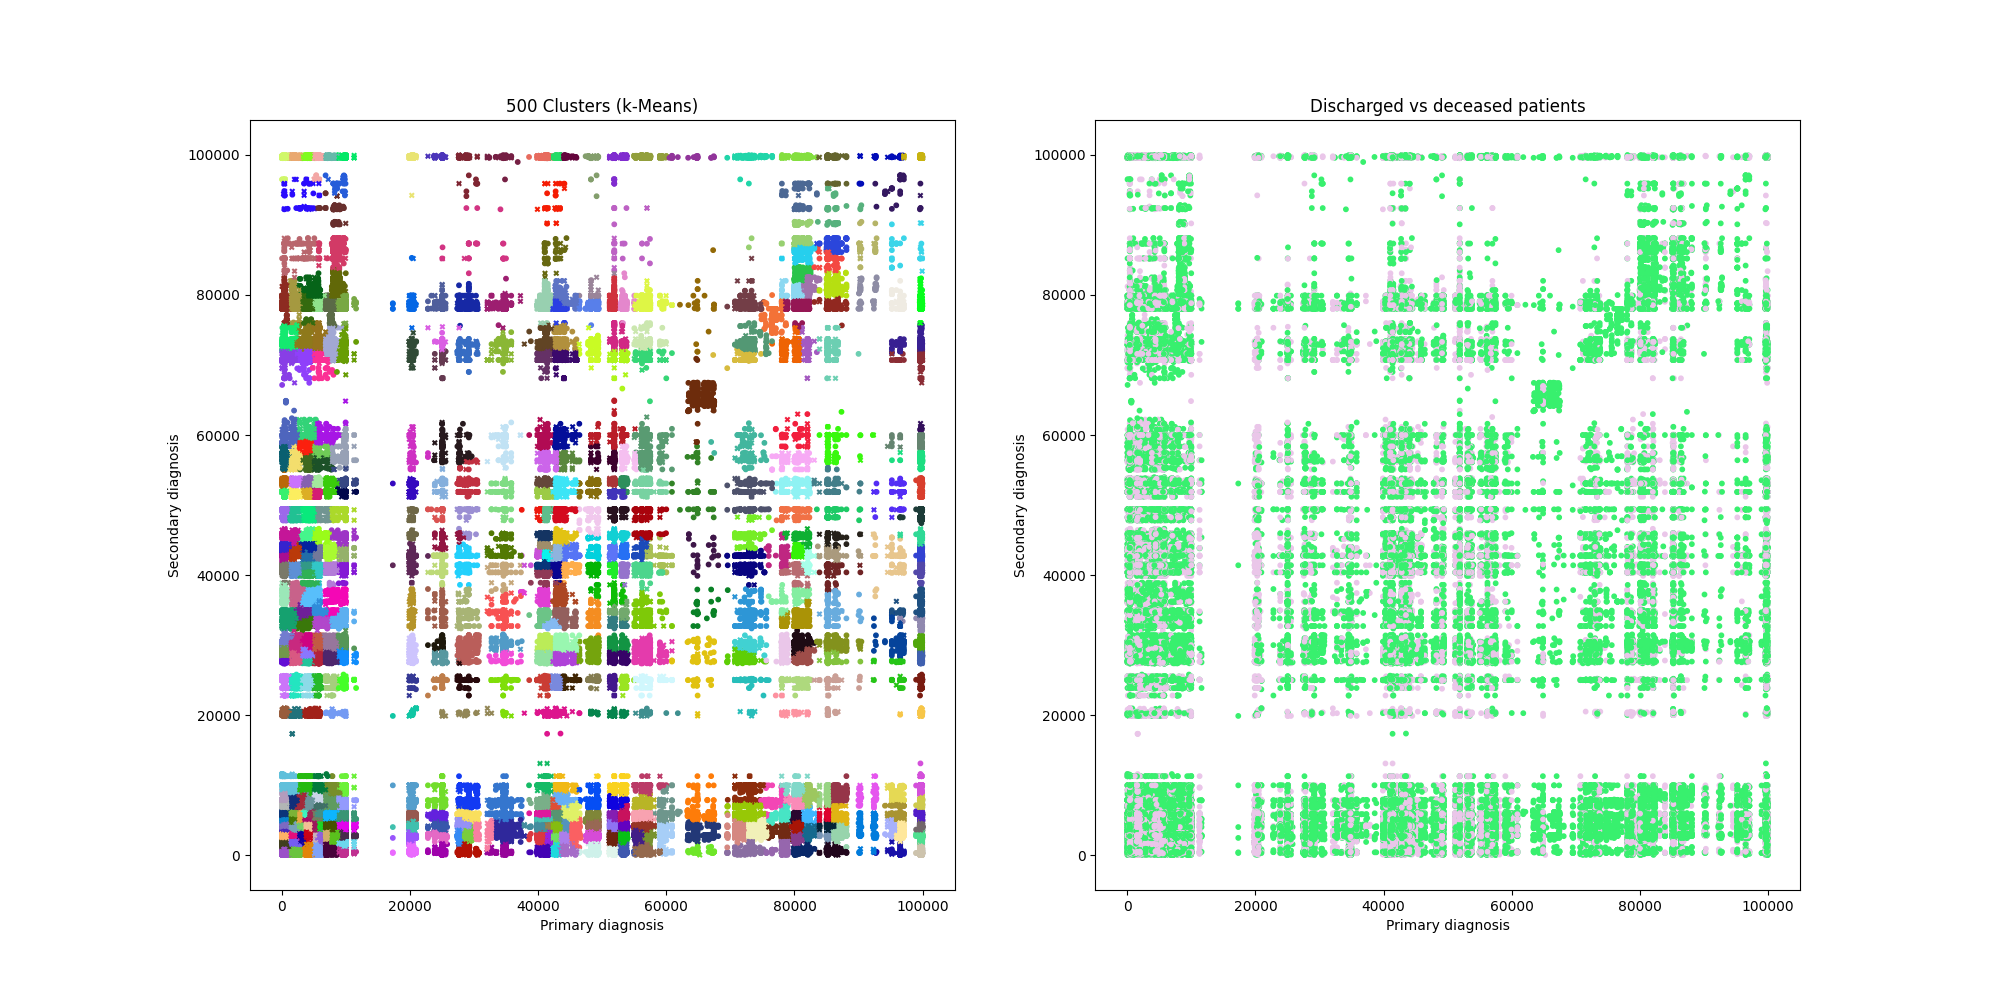 500 Clusters (k-Means)
Secondary diagnosis
100000
80000
60000
40000
20000
0
0 20000 40000 60000 80000 100000
Primary diagnosis
Discharged vs deceased patients
Secondary diagnosis
100000
80000
60000
40000
20000
0
0 20000 40000 60000 80000 100000
Primary diagnosis